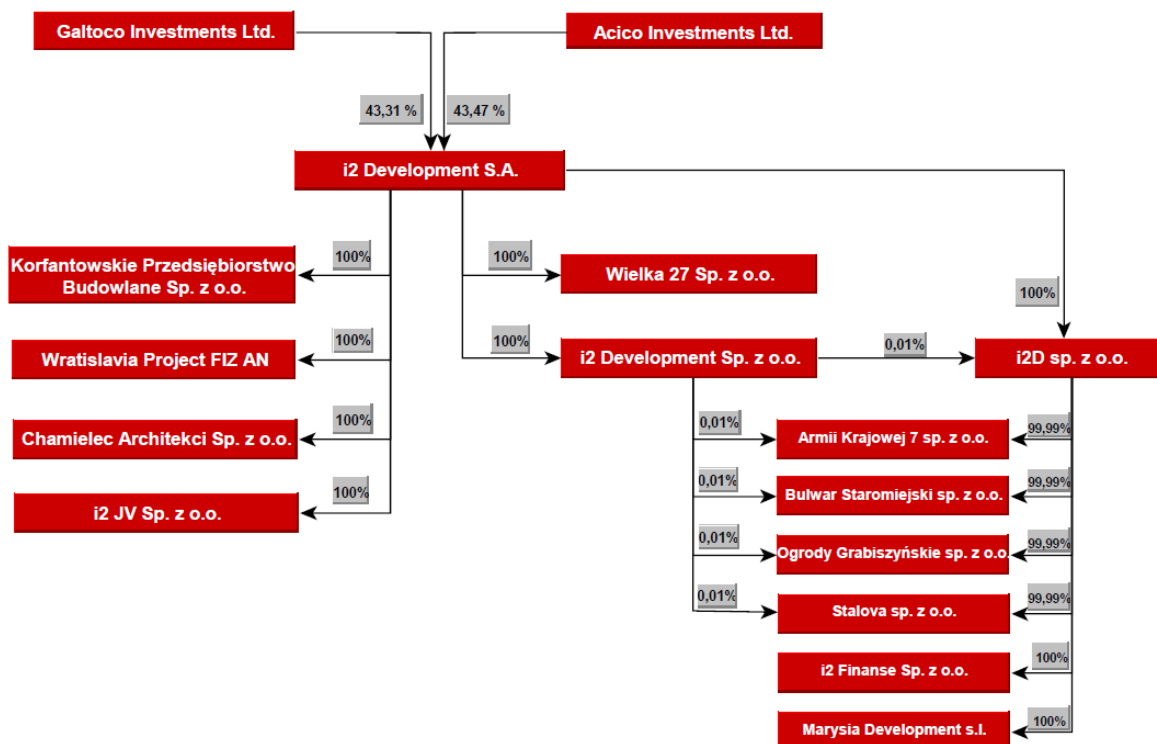 Galtoco Investments Ltd.
Acico Investments Ltd.
43,31 %
43,47 %
i2 Development S.A.
100%
Korfantowskie Przedsiębiorstwo
Budowlane Sp. z o.o.
100%
Wielka 27 Sp. z o.o.
100%
100%
Wratislavia Project FIZ AN
100%
i2 Development Sp. z o.o.
0,01%
i2D sp. z o.o.
100%
Chamielec Architekci Sp. z o.o.
0,01%
Armii Krajowej 7 sp. z o.o.
99,99%
100%
i2 JV Sp. z o.o.
0,01%
Bulwar Staromiejski sp. z o.o.
99,99%
0,01%
Ogrody Grabiszyńskie sp. z o.o.
99,99%
0,01%
Stalova sp. z o.o.
99,99%
i2 Finanse Sp. z o.o.
100%
Marysia Development s.l.
100%